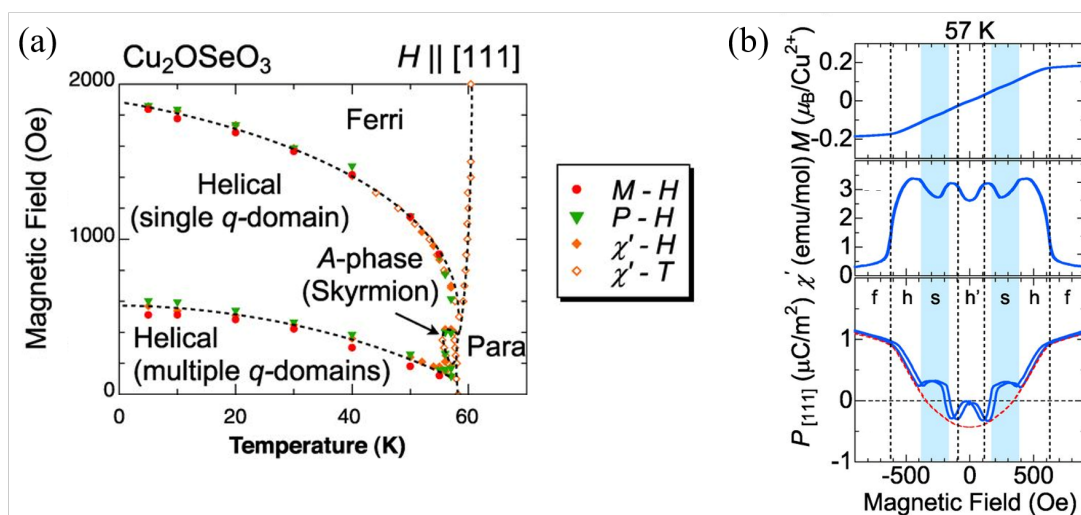 (a)
Cu2OSeO3
H || [111]
2000
1000
0
Magnetic Field (Oe)
Ferri
Helical
(single q-domain)
A-phase
(Skyrmion)
Helical
(multiple q-domains)
Para
0
20
40
60
Temperature (K)
M - H
P - H
χ' - H
χ' - T
(b)
57 K
0.2
0
-0.2
M (μB/Cu2+)
3
2
1
0
χ' (emu/mol)
f
h
s
h'
s
h
f
1
0
-1
P[111] (μC/m2)
-500
0
500
Magnetic Field (Oe)